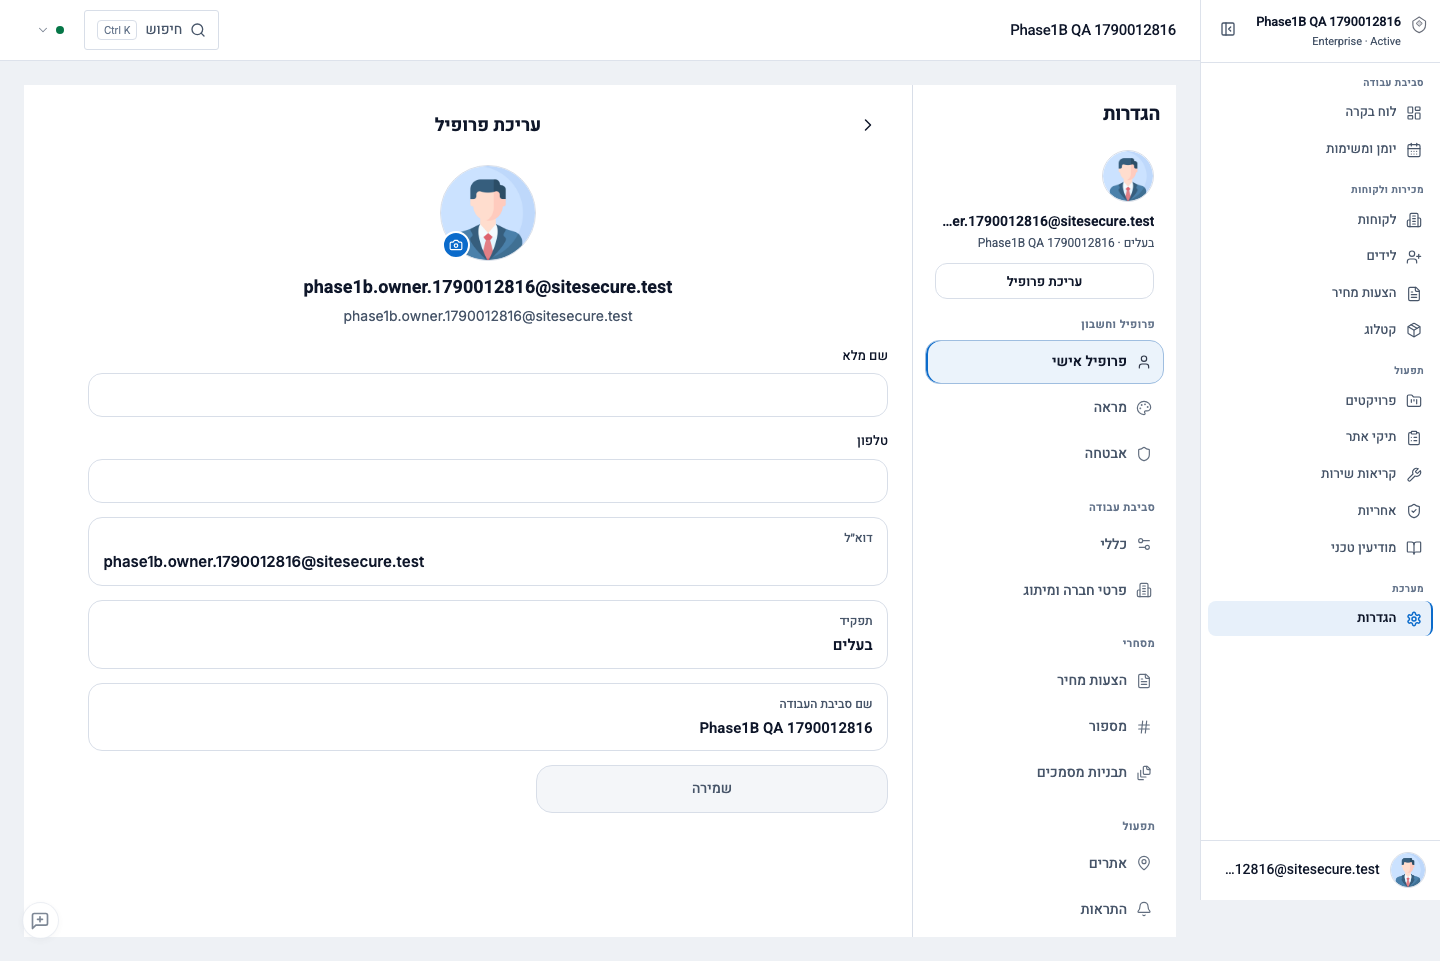 Phase1B QA 1790012816
Enterprise · Active
סביבת עבודה
לוח בקרה
יומן ומשימות
מכירות ולקוחות
לקוחות
לידים
הצעות מחיר
קטלוג
תפעול
פרויקטים
תיקי אתר
קריאות שירות
אחריות
מודיעין טכני
מערכת
הגדרות
...12816@sitesecure.test
Phase1B QA 1790012816
חיפוש
Ctrl K
הגדרות
...er.1790012816@sitesecure.test
בעלים · Phase1B QA 1790012816
עריכת פרופיל
פרופיל וחשבון
פרופיל אישי
מראה
אבטחה
סביבת עבודה
כללי
פרטי חברה ומיתוג
מסחרי
הצעות מחיר
מספור
תבניות מסמכים
תפעול
אתרים
התראות
עריכת פרופיל
phase1b.owner.1790012816@sitesecure.test
phase1b.owner.1790012816@sitesecure.test
שם מלא
טלפון
דוא״ל
phase1b.owner.1790012816@sitesecure.test
תפקיד
בעלים
שם סביבת העבודה
Phase1B QA 1790012816
שמירה